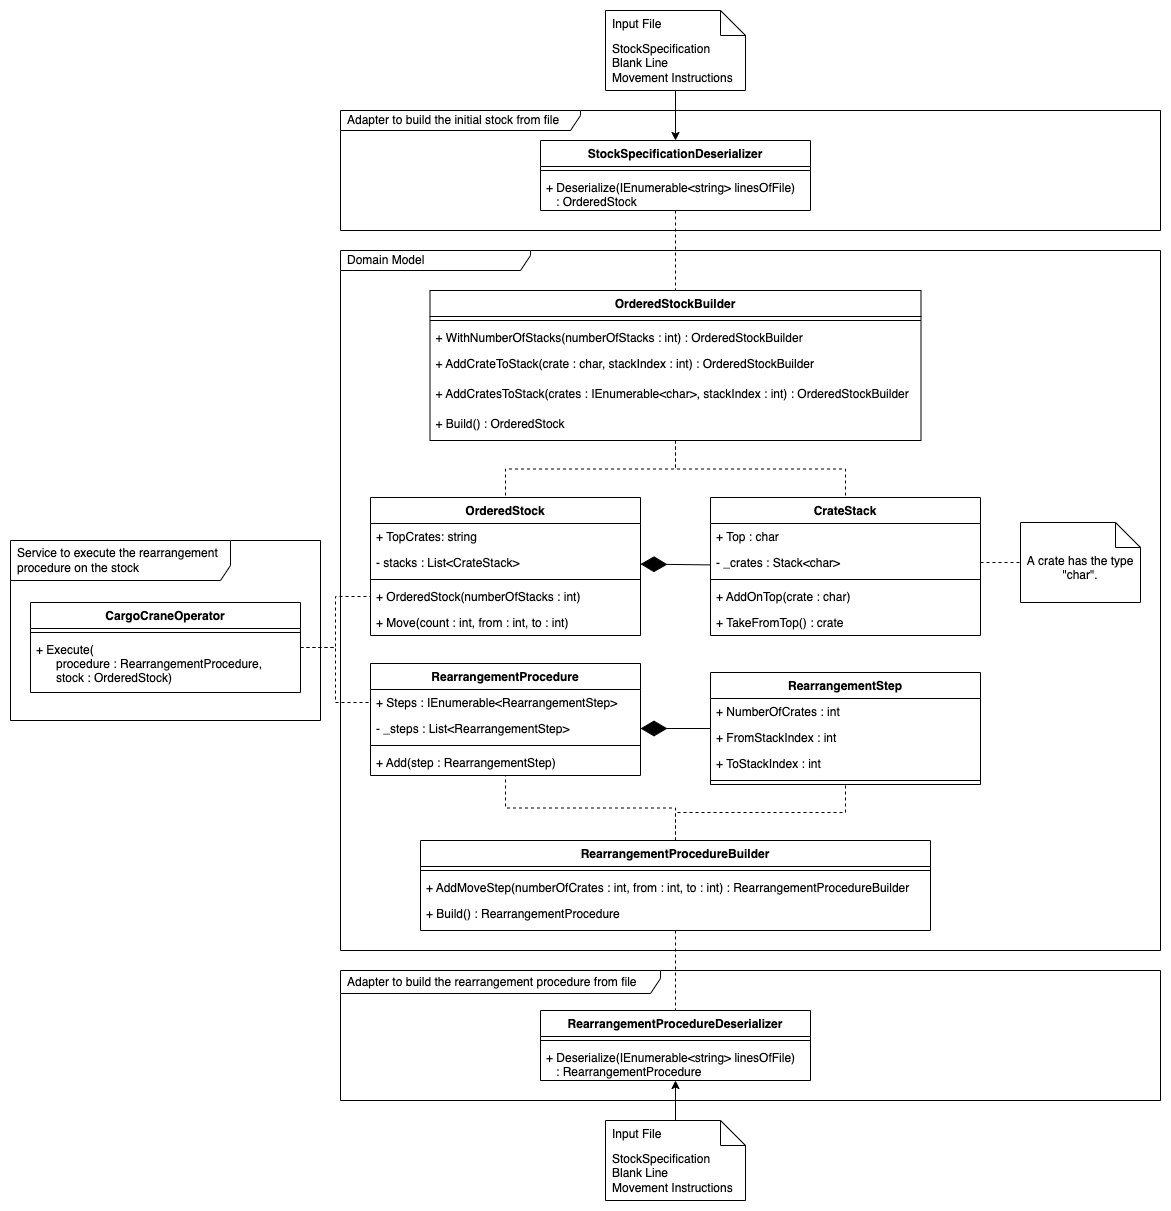 Input File
StockSpecification
Blank Line
Movement Instructions
Adapter to build the initial stock from file
StockSpecificationDeserializer
+ Deserialize(IEnumerable<string> linesOfFile)
: OrderedStock
Domain Model
OrderedStockBuilder
+ WithNumberOfStacks(numberOfStacks : int) : OrderedStockBuilder
+ AddCrateToStack(crate : char, stackIndex : int) : OrderedStockBuilder
+ AddCratesToStack(crates : IEnumerable<char>, stackIndex : int) : OrderedStockBuilder
+ Build() : OrderedStock
OrderedStock
+ TopCrates: string
- stacks : List<CrateStack>
+ OrderedStock(numberOfStacks : int)
+ Move(count : int, from : int, to : int)
CrateStack
+ Top : char
- _crates : Stack<char>
+ AddOnTop(crate : char)
+ TakeFromTop() : crate
A crate has the type
"char".
Service to execute the rearrangement
procedure on the stock
CargoCraneOperator
+ Execute(
procedure : RearrangementProcedure,
stock : OrderedStock)
RearrangementProcedure
+ Steps : IEnumerable<RearrangementStep>
- _steps : List<RearrangementStep>
+ Add(step : RearrangementStep)
RearrangementStep
+ NumberOfCrates : int
+ FromStackIndex : int
+ ToStackIndex : int
RearrangementProcedureBuilder
+ AddMoveStep(numberOfCrates : int, from : int, to : int) : RearrangementProcedureBuilder
+ Build() : RearrangementProcedure
Adapter to build the rearrangement procedure from file
RearrangementProcedureDeserializer
+ Deserialize(IEnumerable<string> linesOfFile)
: RearrangementProcedure
Input File
StockSpecification
Blank Line
Movement Instructions